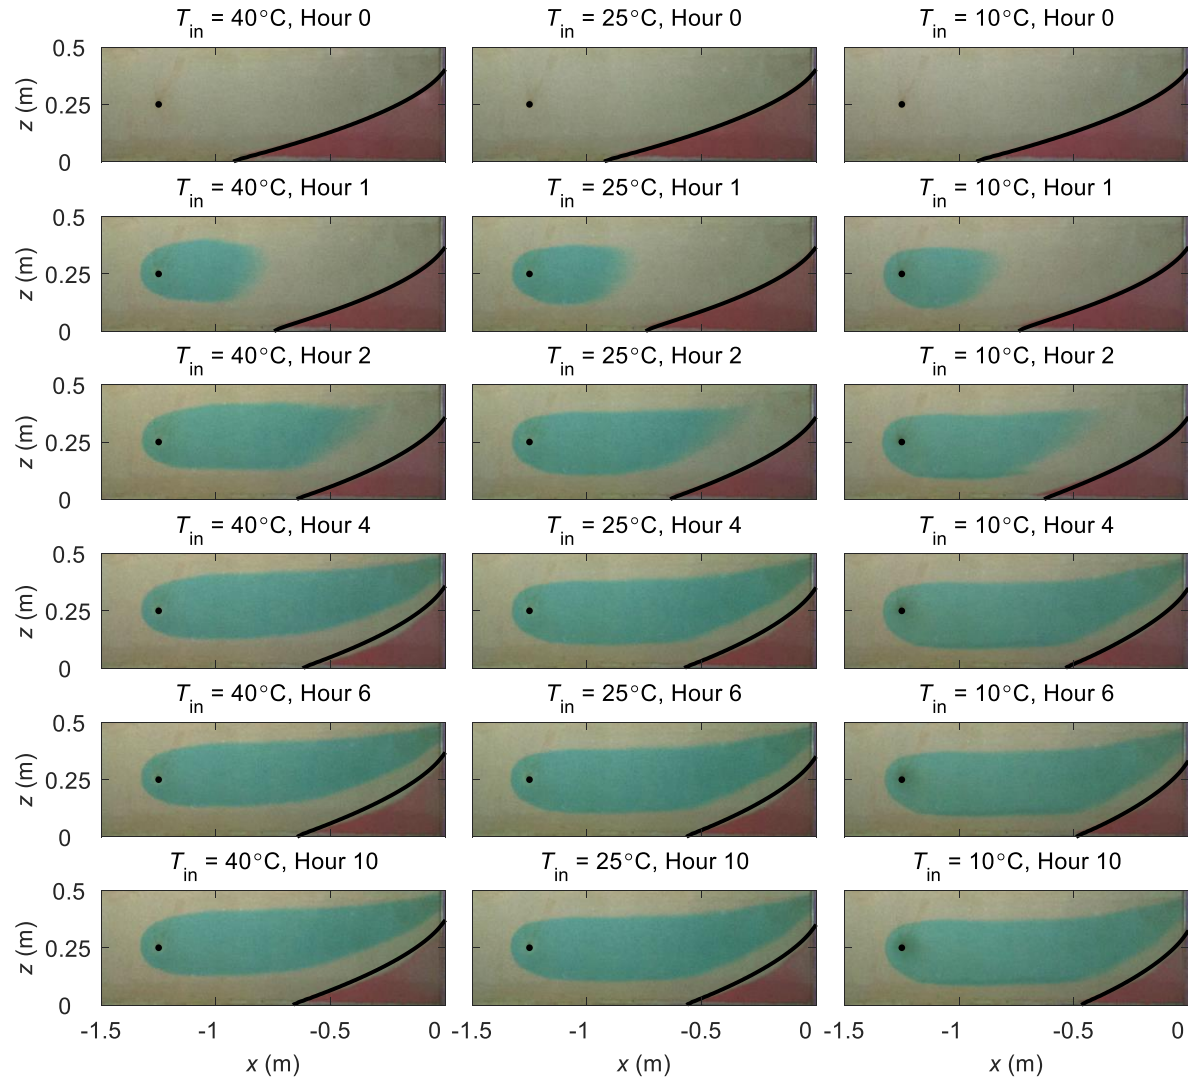 T_in = 40°C, Hour 0 T_in = 25°C, Hour 0 T_in = 10°C, Hour 0
0.5
0.25
0
z (m)
T_in = 40°C, Hour 1 T_in = 25°C, Hour 1 T_in = 10°C, Hour 1
0.5
0.25
0
z (m)
T_in = 40°C, Hour 2 T_in = 25°C, Hour 2 T_in = 10°C, Hour 2
0.5
0.25
0
z (m)
T_in = 40°C, Hour 4 T_in = 25°C, Hour 4 T_in = 10°C, Hour 4
0.5
0.25
0
z (m)
T_in = 40°C, Hour 6 T_in = 25°C, Hour 6 T_in = 10°C, Hour 6
0.5
0.25
0
z (m)
T_in = 40°C, Hour 10 T_in = 25°C, Hour 10 T_in = 10°C, Hour 10
0.5
0.25
0
z (m)
-1.5 -1 -0.5 0 -1.5 -1 -0.5 0 -1.5 -1 -0.5 0
x (m) x (m) x (m)